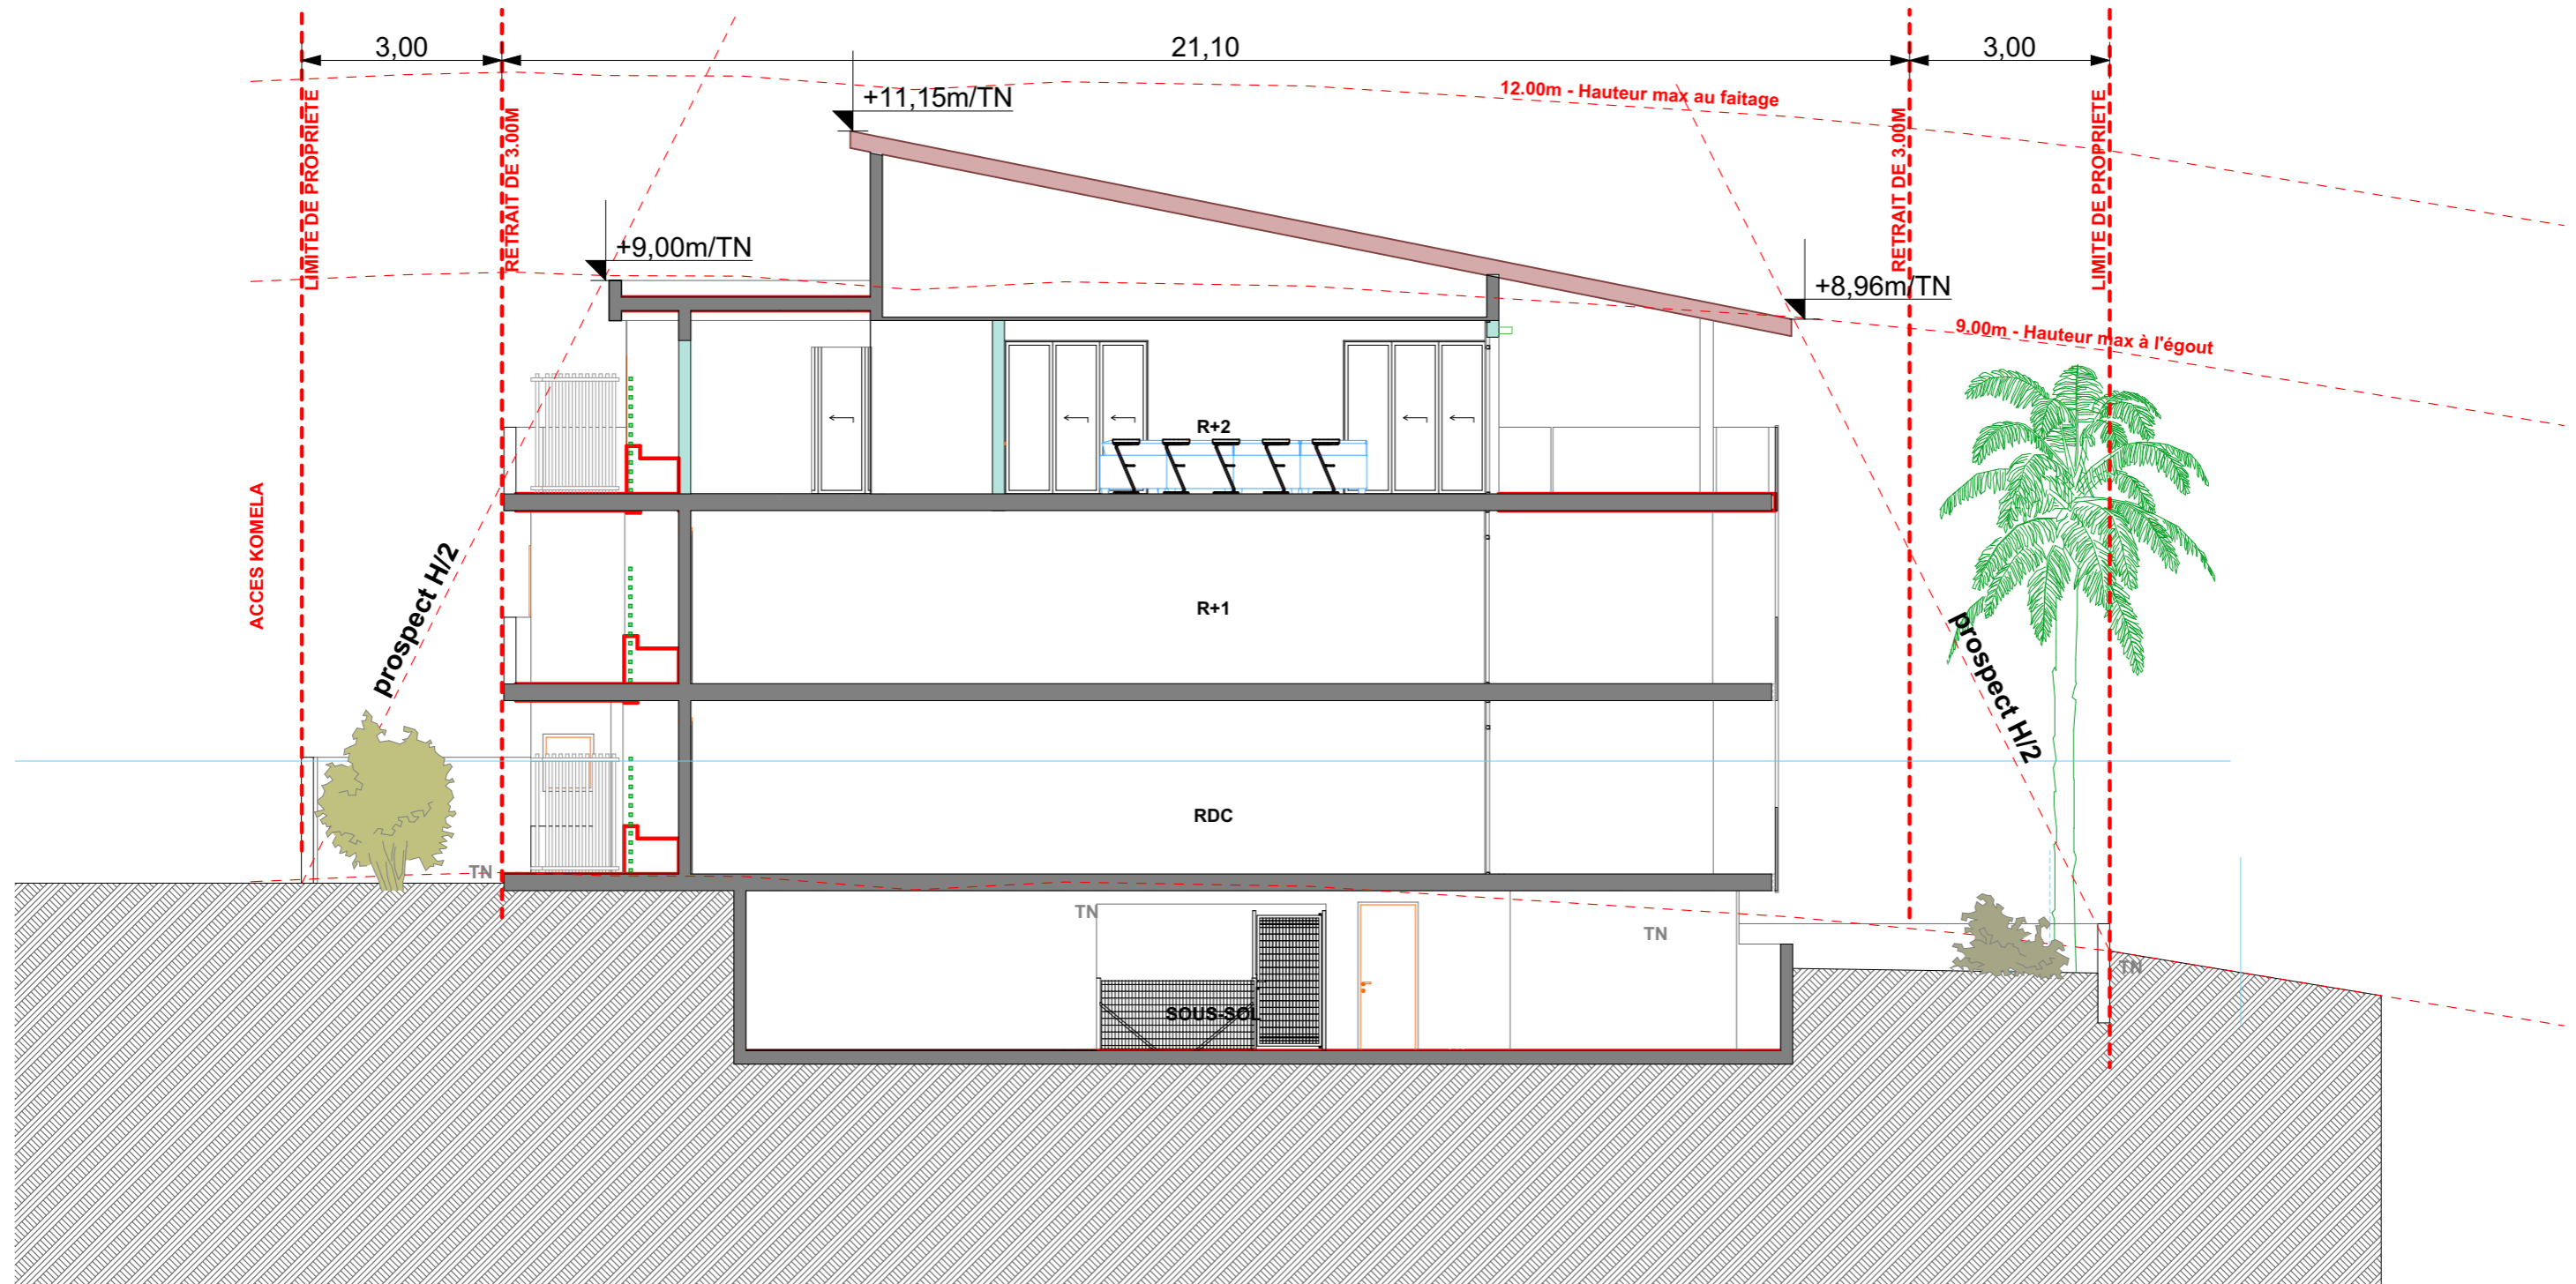 3,00
21,10
3,00
+11,15m/TN
12.00m - Hauteur max au faitage
LIMITE DE PROPRIETE
RETRAIT DE 3.00M
RETRAIT DE 3.00M
LIMITE DE PROPRIETE
+9,00m/TN
+8,96m/TN
9.00m - Hauteur max à l'égout
R+2
ACCES KOMELA
prospect H/2
R+1
prospect H/2
RDC
TN
TN
TN
TN
SOUS-SOL